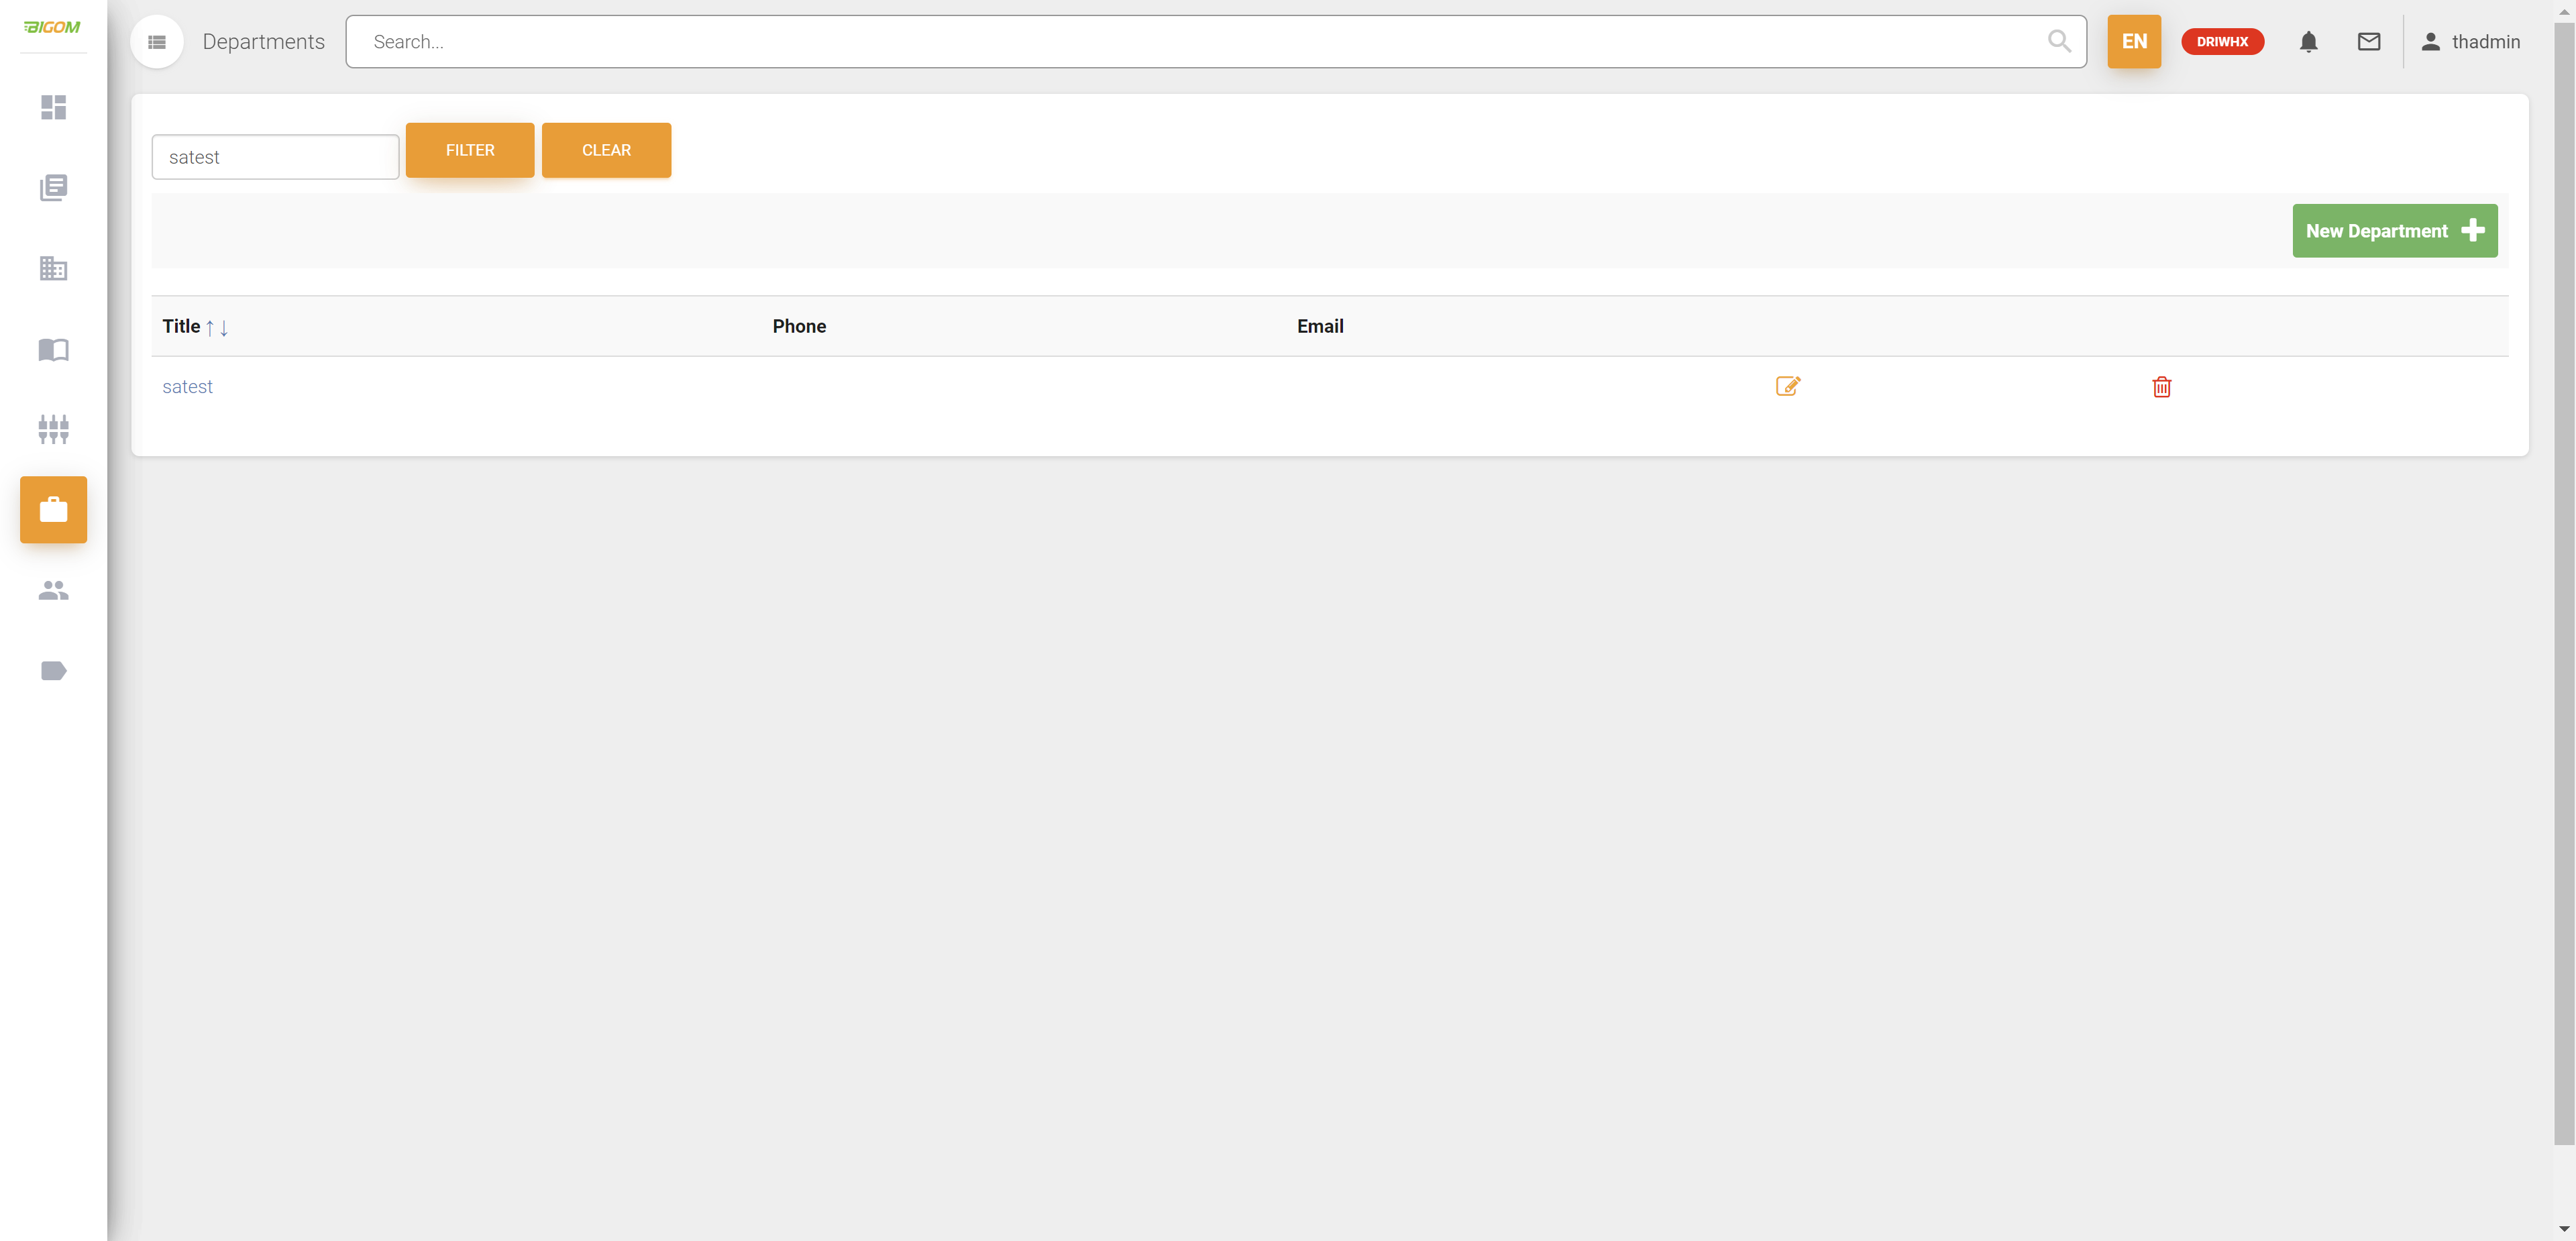 BIGOM
Departments
Search...
EN
DRIWHX
thadmin
satest
FILTER
CLEAR
New Department
Title ↑↓
Phone
Email
satest